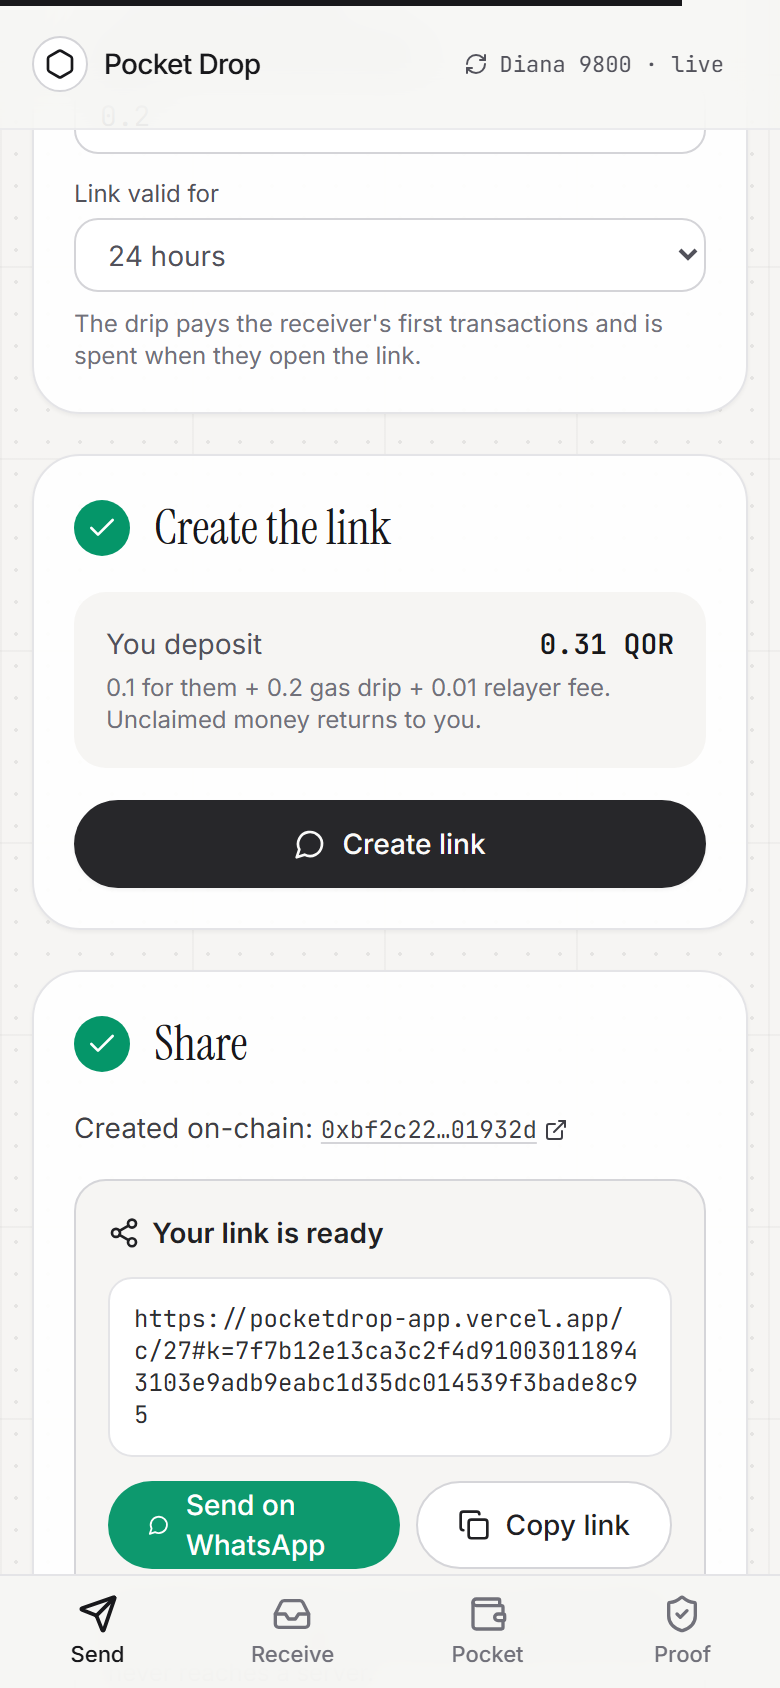 Pocket Drop
Diana 9800 · live
0.2
Link valid for
24 hours
The drip pays the receiver's first transactions and is
spent when they open the link.
Create the link
You deposit
0.31 QOR
0.1 for them + 0.2 gas drip + 0.01 relayer fee.
Unclaimed money returns to you.
Create link
Share
Created on-chain: 0xbf2c22…01932d
Your link is ready
https://pocketdrop-app.vercel.app/
c/27#k=7f7b12e13ca3c2f4d91003011894
3103e9adb9eabc1d35dc014539f3bade8c9
5
Send on
WhatsApp
Copy link
Send
Receive
Pocket
Proof